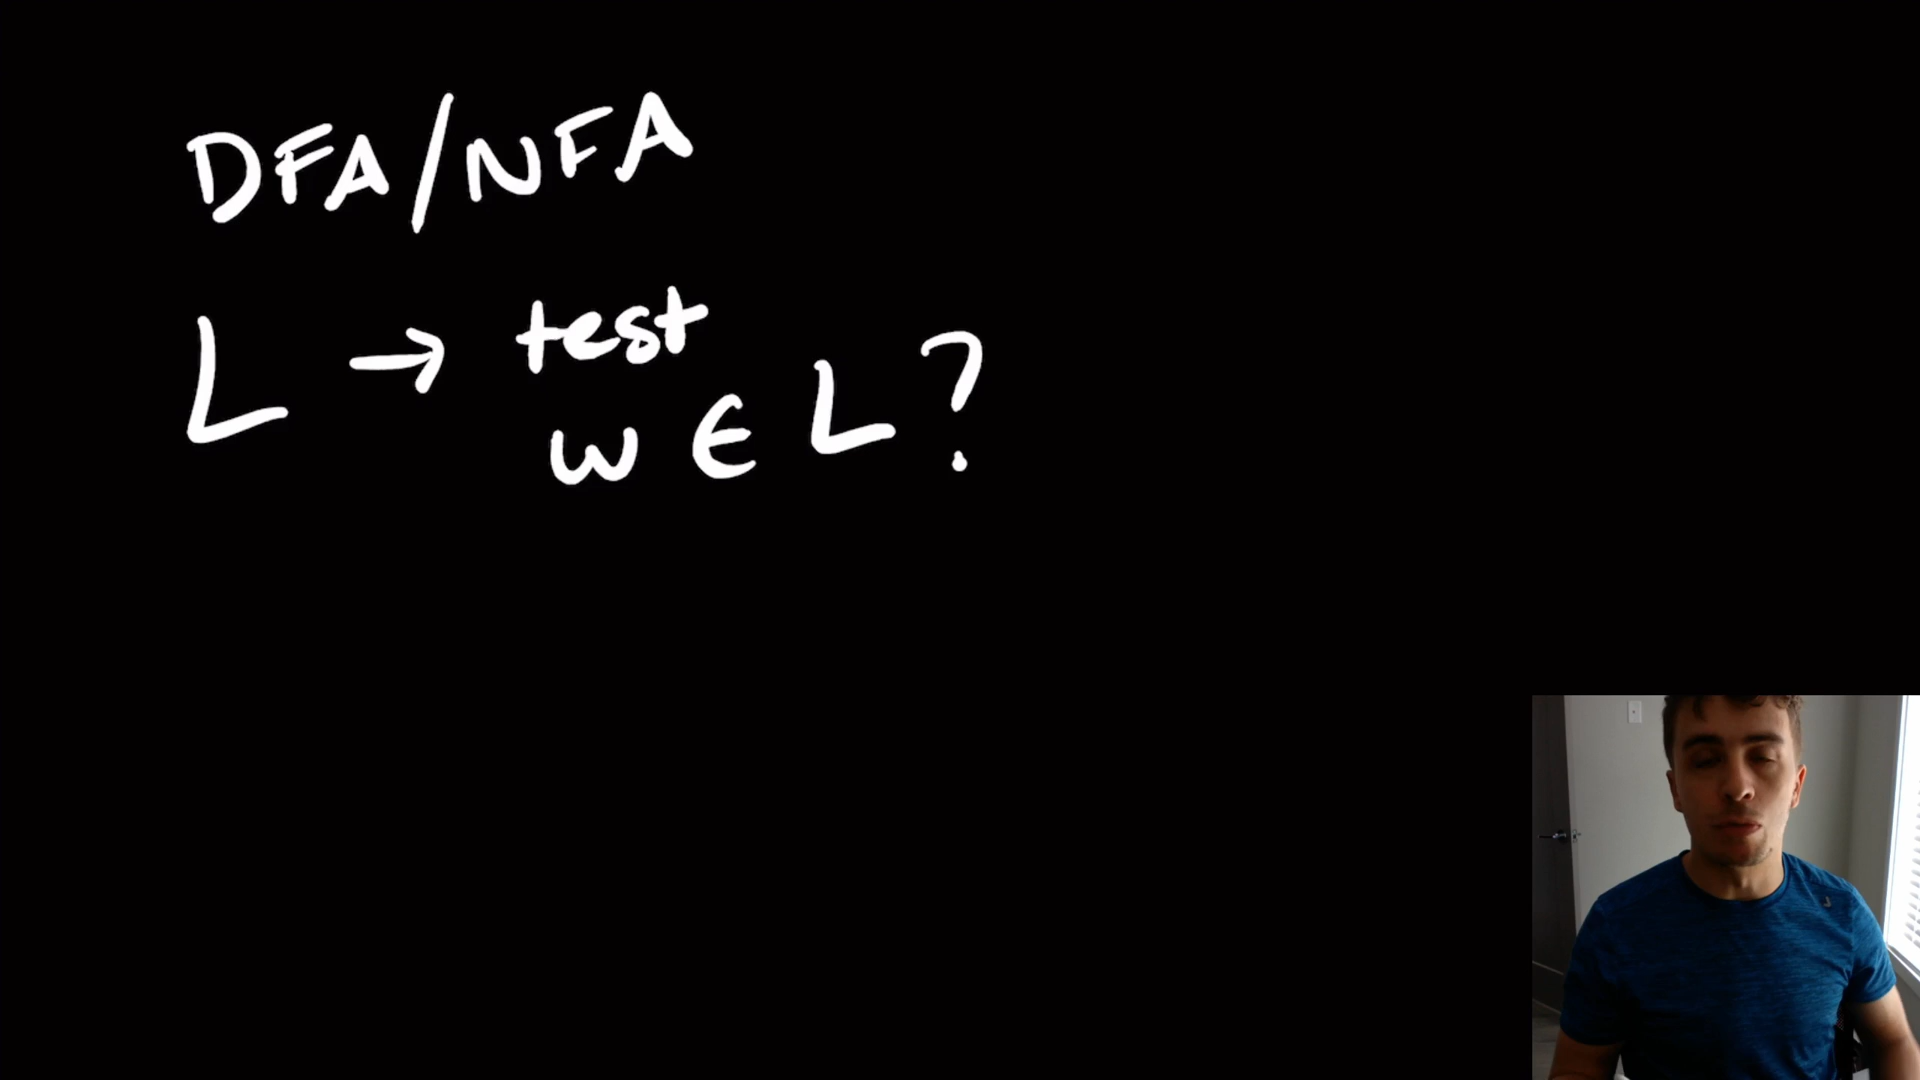 DFA/NFA
L → test
w ∈ L?